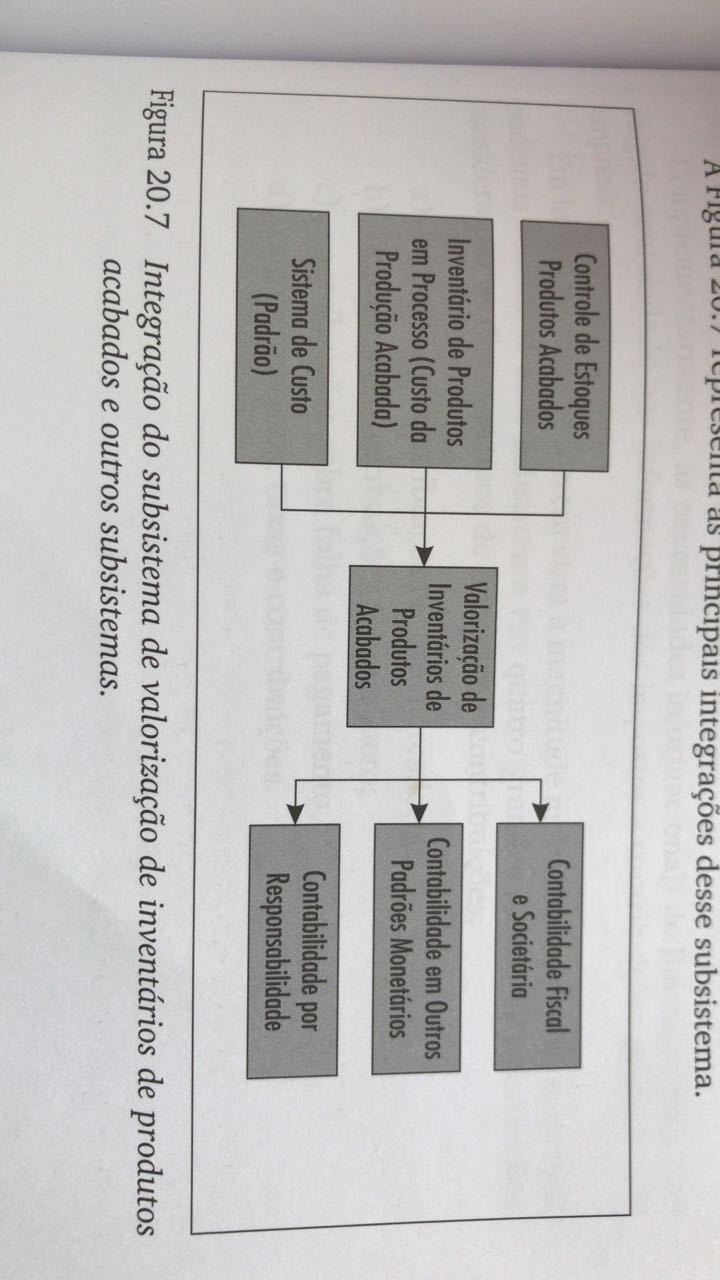 A Figura 20.7 representa as principais integrações desse subsistema.
Controle de Estoques
Produtos Acabados
Inventário de Produtos
em Processo (Custo da
Produção Acabada)
Sistema de Custo
(Padrão)
Valorização de
Inventários de
Produtos
Acabados
Contabilidade Fiscal
e Societária
Contabilidade em Outros
Padrões Monetários
Contabilidade por
Responsabilidade
Figura 20.7 Integração do subsistema de valorização de inventários de produtos
acabados e outros subsistemas.